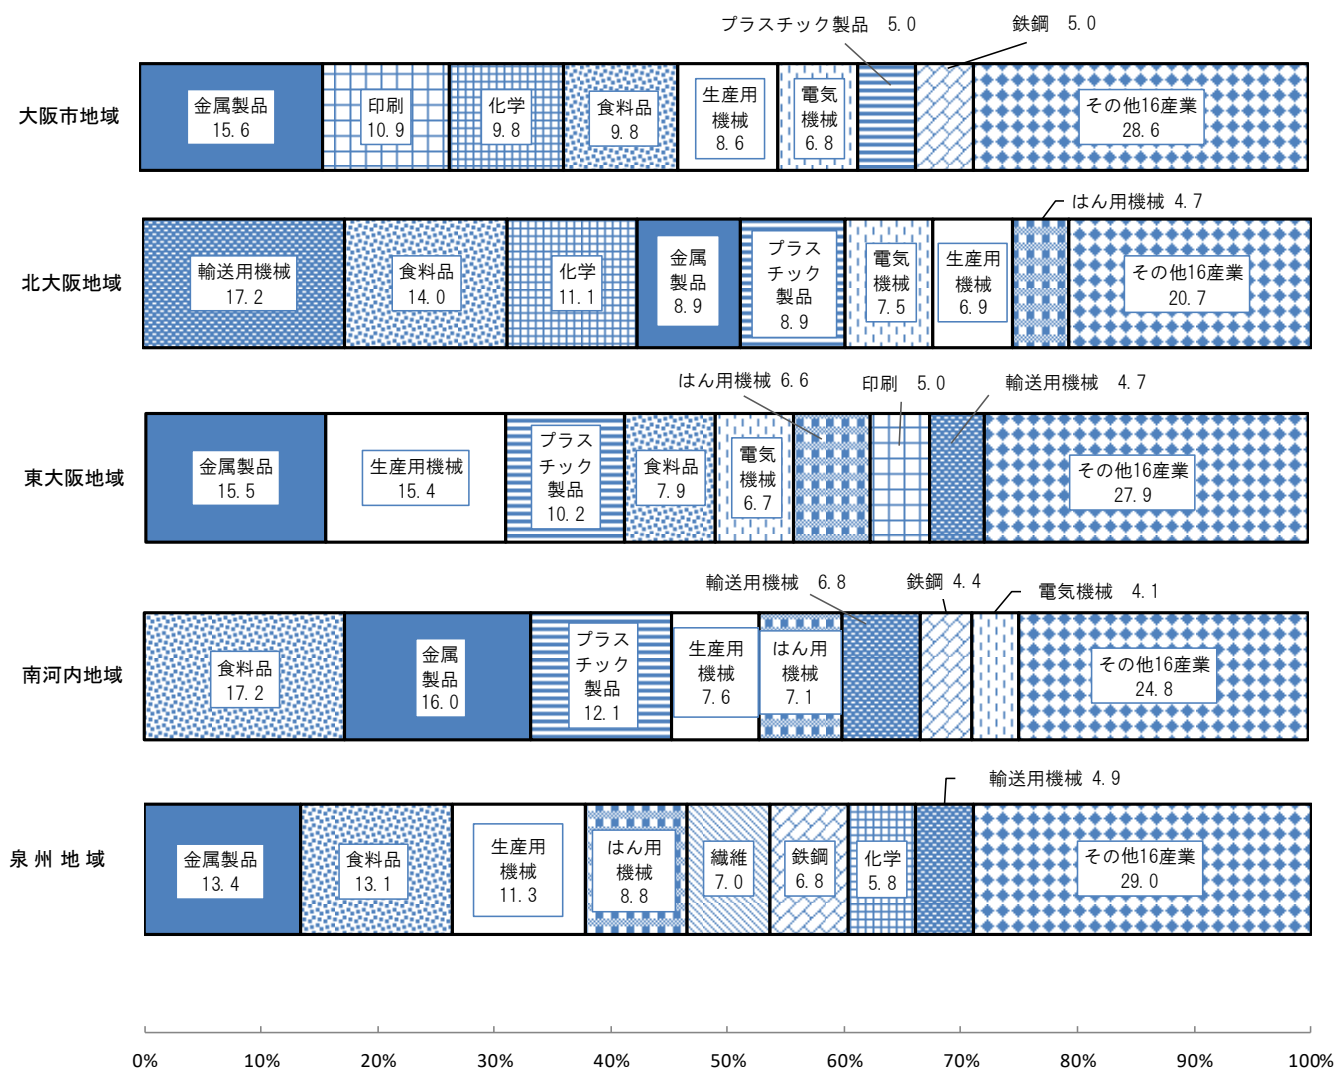 プラスチック製品 5.0
鉄鋼 5.0
大阪市地域
金属製品
15.6
印刷
10.9
化学
9.8
食料品
9.8
生産用
機械
8.6
電気
機械
6.8
その他16産業
28.6
はん用機械 4.7
北大阪地域
輸送用機械
17.2
食料品
14.0
化学
11.1
金属
製品
8.9
プラス
チック
製品
8.9
電気
機械
7.5
生産用
機械
6.9
その他16産業
20.7
はん用機械 6.6
印刷 5.0
輸送用機械 4.7
東大阪地域
金属製品
15.5
生産用機械
15.4
プラス
チック
製品
10.2
食料品
7.9
電気
機械
6.7
その他16産業
27.9
輸送用機械 6.8
鉄鋼 4.4
電気機械 4.1
南河内地域
食料品
17.2
金属
製品
16.0
プラス
チック
製品
12.1
生産用
機械
7.6
はん用
機械
7.1
その他16産業
24.8
輸送用機械 4.9
泉州地域
金属製品
13.4
食料品
13.1
生産用
機械
11.3
はん用
機械
8.8
繊維
7.0
鉄鋼
6.8
化学
5.8
その他16産業
29.0
0% 10% 20% 30% 40% 50% 60% 70% 80% 90% 100%